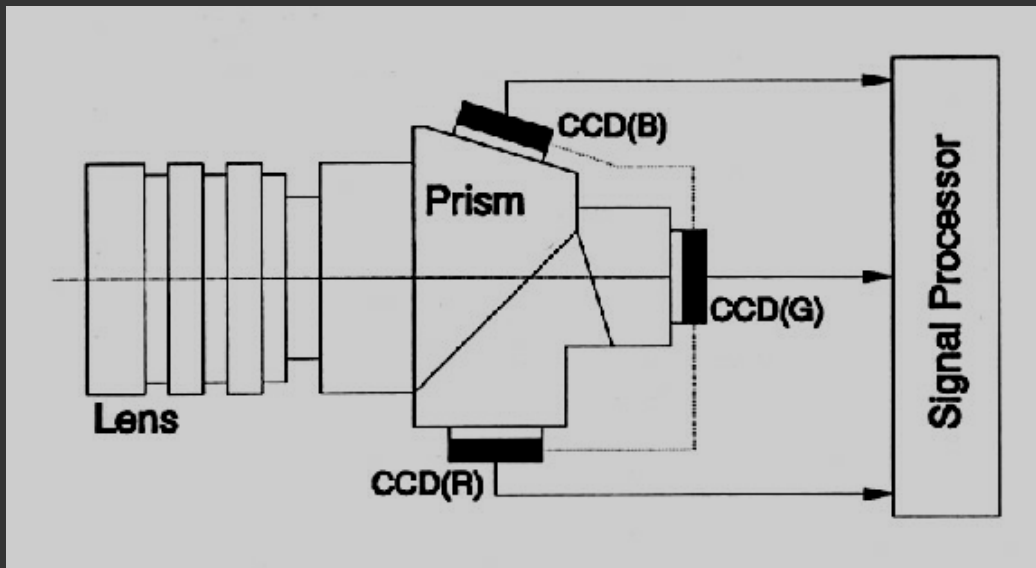 CCD(B)
Prism
CCD(G)
Signal Processor
Lens
CCD(R)